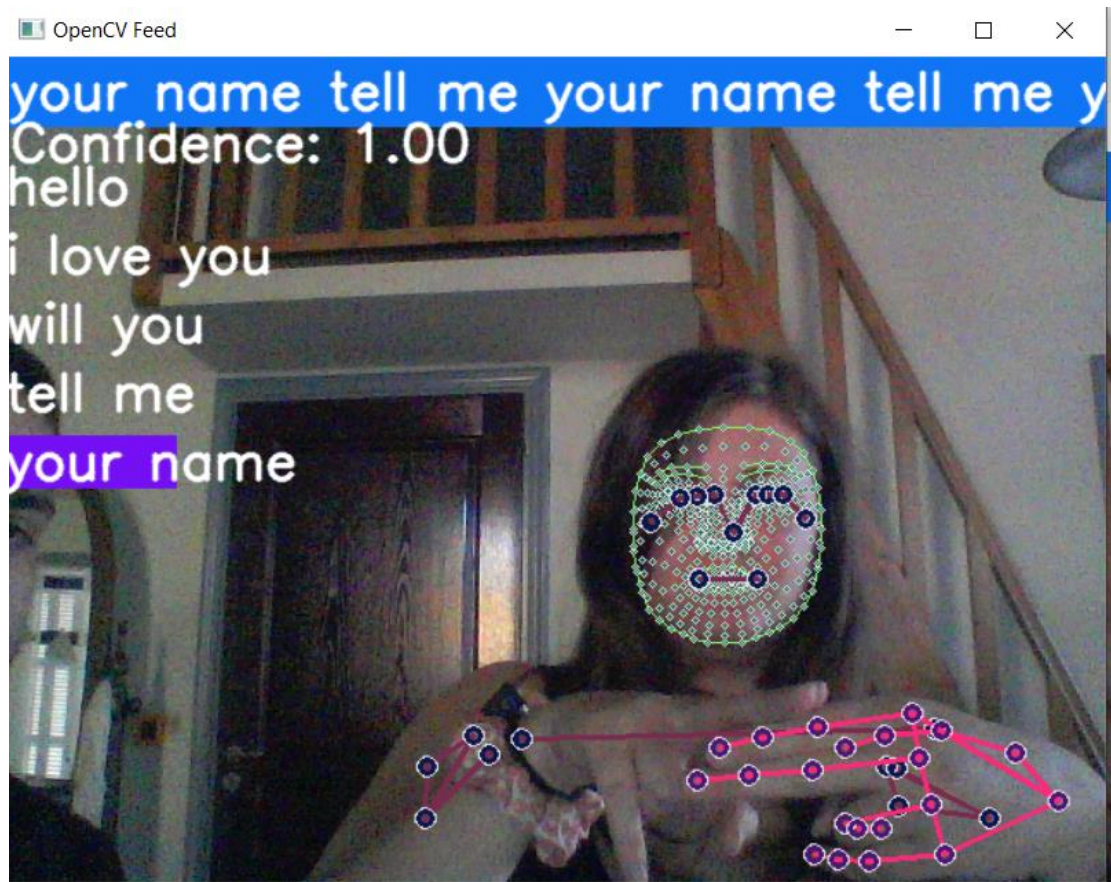 OpenCV Feed
your name tell me your name tell me y
Confidence: 1.00
hello
i love you
will you
tell me
your name